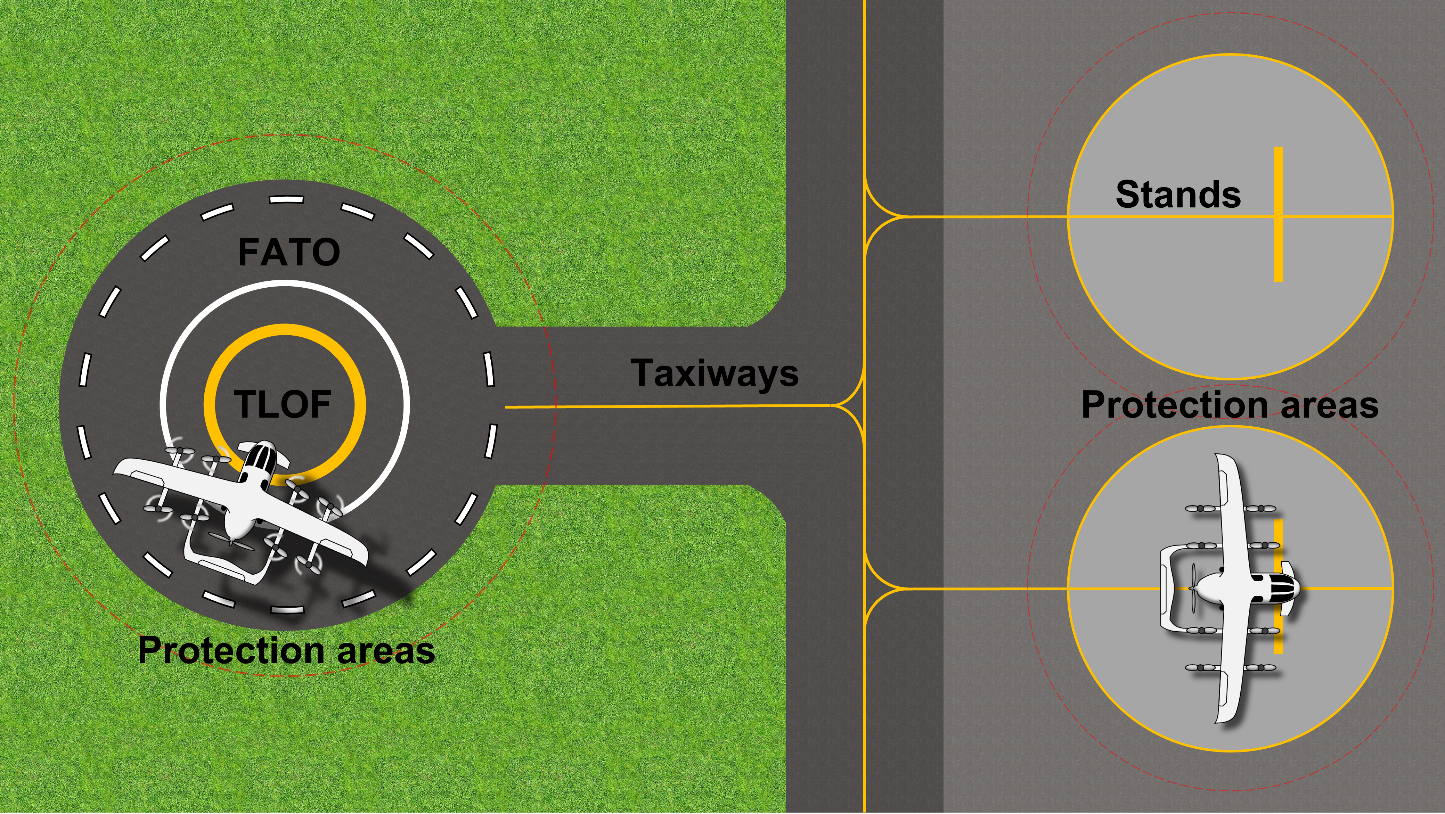 FATO
TLOF
Protection areas
Taxiways
Stands
Protection areas